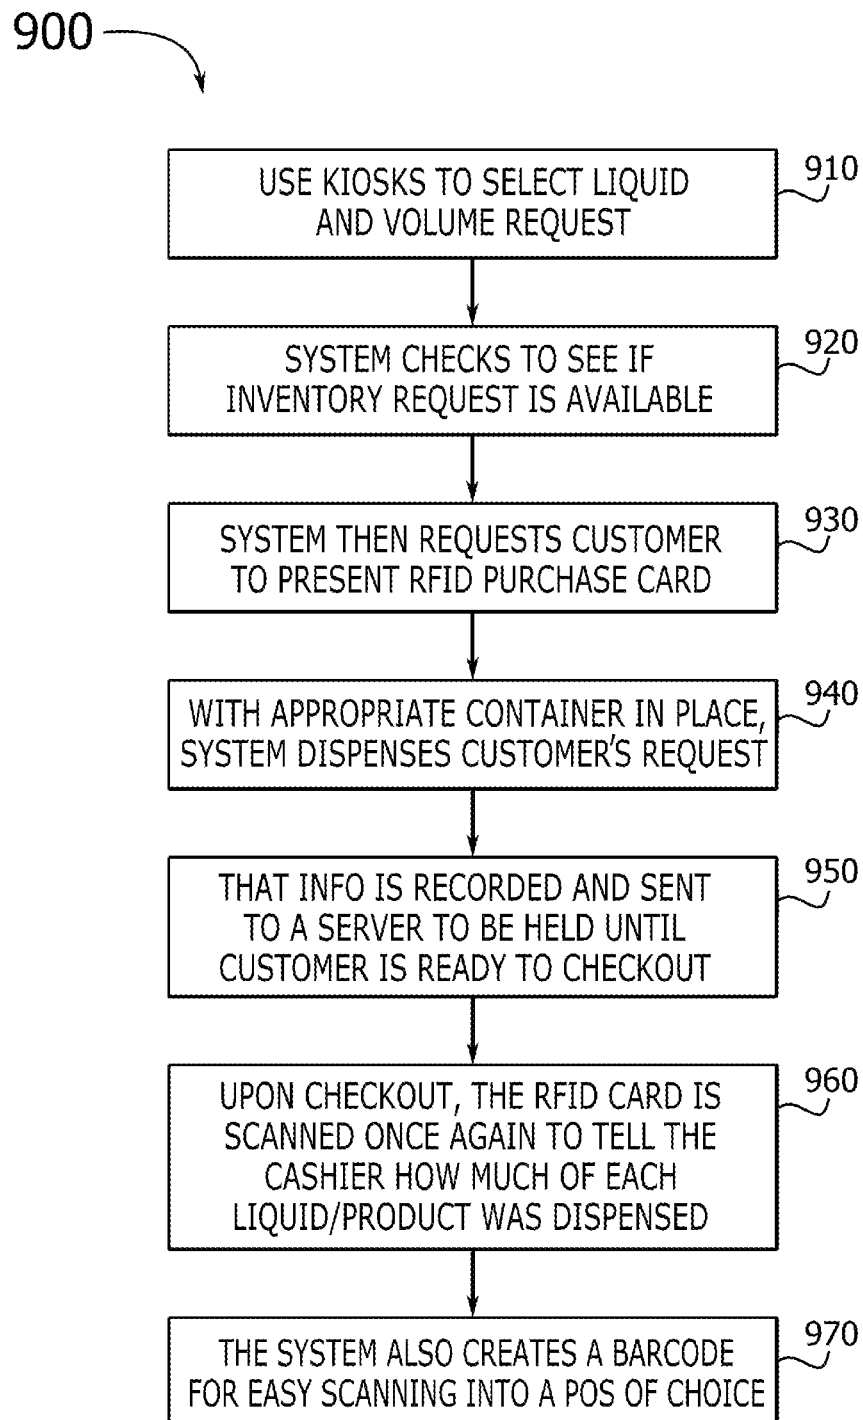 900
910
USE KIOSKS TO SELECT LIQUID
AND VOLUME REQUEST
920
SYSTEM CHECKS TO SEE IF
INVENTORY REQUEST IS AVAILABLE
930
SYSTEM THEN REQUESTS CUSTOMER
TO PRESENT RFID PURCHASE CARD
940
WITH APPROPRIATE CONTAINER IN PLACE,
SYSTEM DISPENSES CUSTOMER'S REQUEST
950
THAT INFO IS RECORDED AND SENT
TO A SERVER TO BE HELD UNTIL
CUSTOMER IS READY TO CHECKOUT
960
UPON CHECKOUT, THE RFID CARD IS
SCANNED ONCE AGAIN TO TELL THE
CASHIER HOW MUCH OF EACH
LIQUID/PRODUCT WAS DISPENSED
970
THE SYSTEM ALSO CREATES A BARCODE
FOR EASY SCANNING INTO A POS OF CHOICE